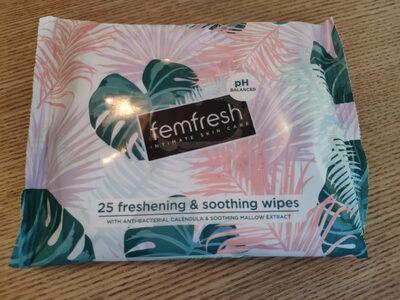 pH
BALANCED
femfresh
INTIMATE SKIN CARE
25 freshening & soothing wipes
WITH ANTI-BACTERIAL CALENDULA & SOOTHING MALLOW EXTRACT